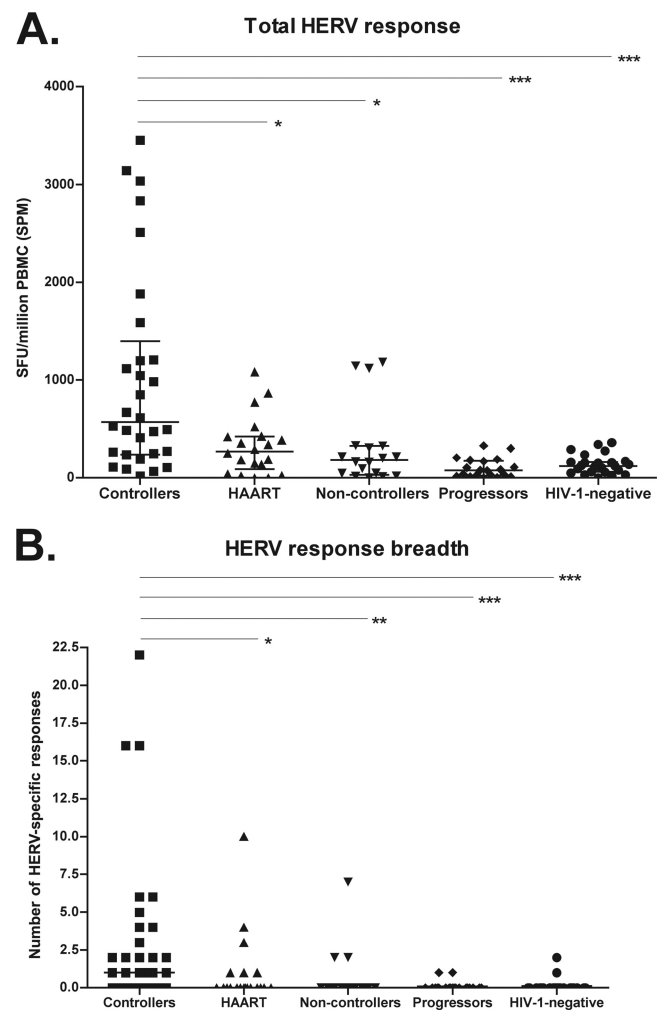 A.
Total HERV response
***
***
*
*
SFU/million PBMC (SPM)
4000
3000
2000
1000
0
Controllers HAART Non-controllers Progressors HIV-1-negative
B.
HERV response breadth
***
***
**
*
Number of HERV-specific responses
22.5
20.0
17.5
15.0
12.5
10.0
7.5
5.0
2.5
0.0
Controllers HAART Non-controllers Progressors HIV-1-negative